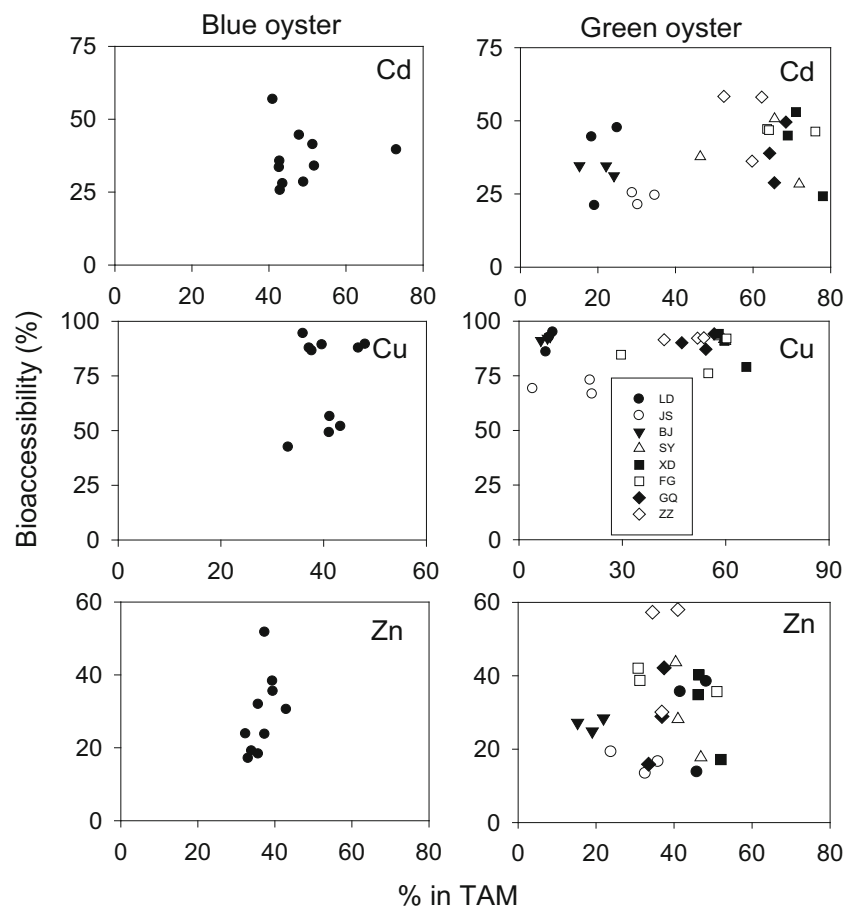 Blue oyster
Green oyster
75
50
25
0
Cd
0 20 40 60 80
75
50
25
0
Cd
0 20 40 60 80
Bioaccessibility (%)
100
75
50
25
0
Cu
0 20 40 60
100
75
50
25
0
Cu
LD
JS
BJ
SY
XD
FG
GQ
ZZ
0 30 60 90
60
40
20
0
Zn
0 20 40 60 80
60
40
20
0
Zn
0 20 40 60 80
% in TAM